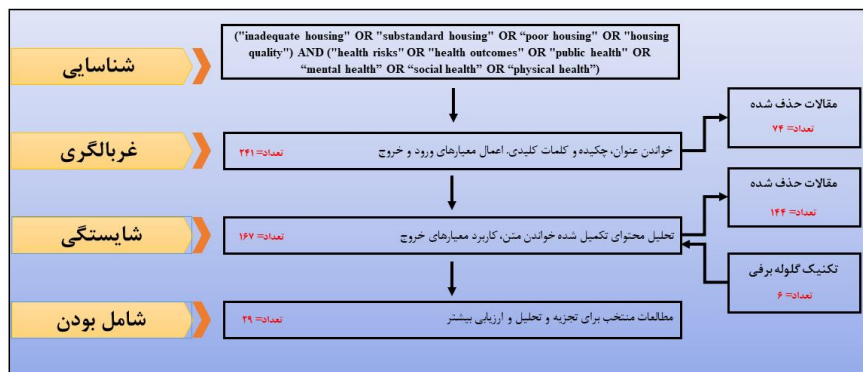 شناسایی
("inadequate housing" OR "substandard housing" OR “poor housing" OR "housing
quality") AND ("health risks" OR "health outcomes" OR "public health" OR
“mental health” OR “social health” OR “physical health”)
مقالات حذف شده
تعداد= ۷۴
غربالگری
خواندن عنوان، چکیده و کلمات کلیدی. اعمال معیارهای ورود و خروج
تعداد= ۲۴۱
مقالات حذف شده
تعداد= ۱۴۴
شایستگی
تحلیل محتوای تکمیل شده خواندن متن، کاربرد معیارهای خروج
تعداد= ۱۶۷
تکنیک گلوله برفی
تعداد= ۶
شامل بودن
مطالعات منتخب برای تجزیه و تحلیل و ارزیابی بیشتر
تعداد= ۲۹